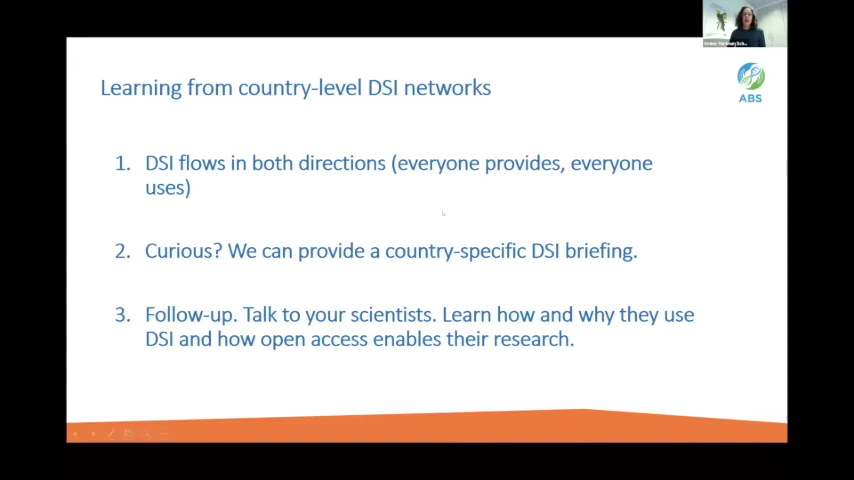 Learning from country-level DSI networks
ABS
1. DSI flows in both directions (everyone provides, everyone
uses)
2. Curious? We can provide a country-specific DSI briefing.
3. Follow-up. Talk to your scientists. Learn how and why they use
DSI and how open access enables their research.